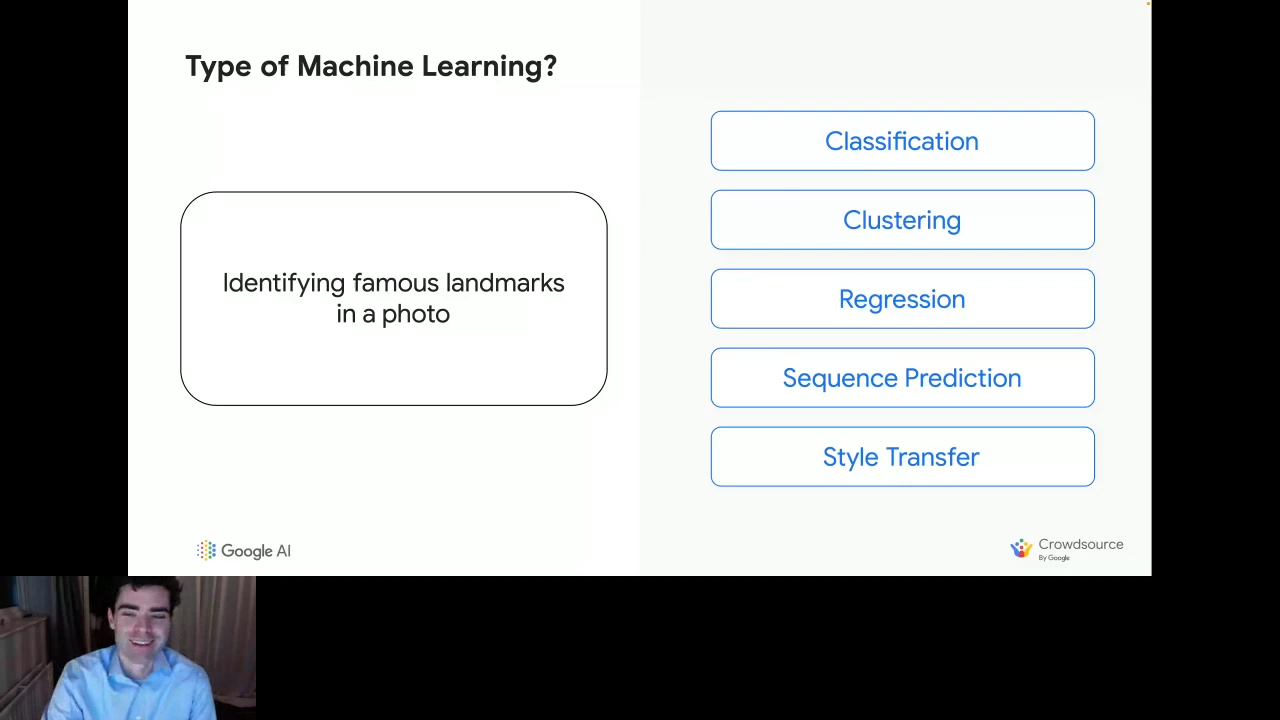 Type of Machine Learning?
Identifying famous landmarks
in a photo
Classification
Clustering
Regression
Sequence Prediction
Style Transfer
Google AI
Crowdsource
By Google